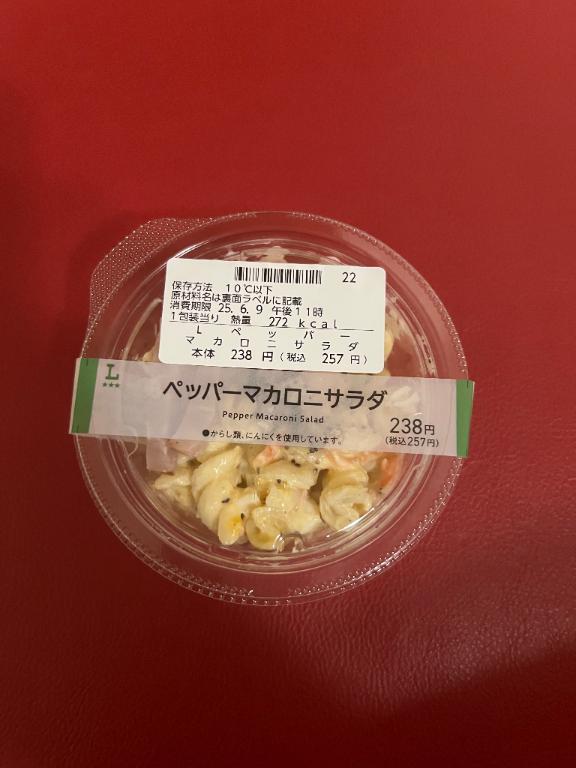 22
保存方法 10℃以下
原材料名は裏面ラベルに記載
消費期限 25.6.9 午後11時
1包装当り 熱量 272 kcal
L ペッパー
マカロニサラダ
本体 238 円(税込 257 円)
L
ペッパーマカロニサラダ
Pepper Macaroni Salad
238円
(税込257円)
●からし類、にんにくを使用しています。